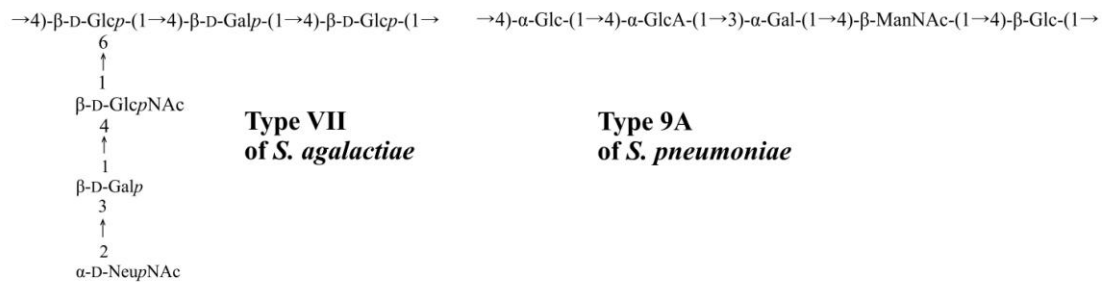 →4)-β-D-Glcp-(1→4)-β-D-Galp-(1→4)-β-D-Glcp-(1→
6
↑
1
β-D-GlcpNAc
4
↑
1
β-D-Galp
3
↑
2
α-D-NeupNAc
Type VII
of S. agalactiae
→4)-α-Glc-(1→4)-α-GlcA-(1→3)-α-Gal-(1→4)-β-ManNAc-(1→4)-β-Glc-(1→
Type 9A
of S. pneumoniae